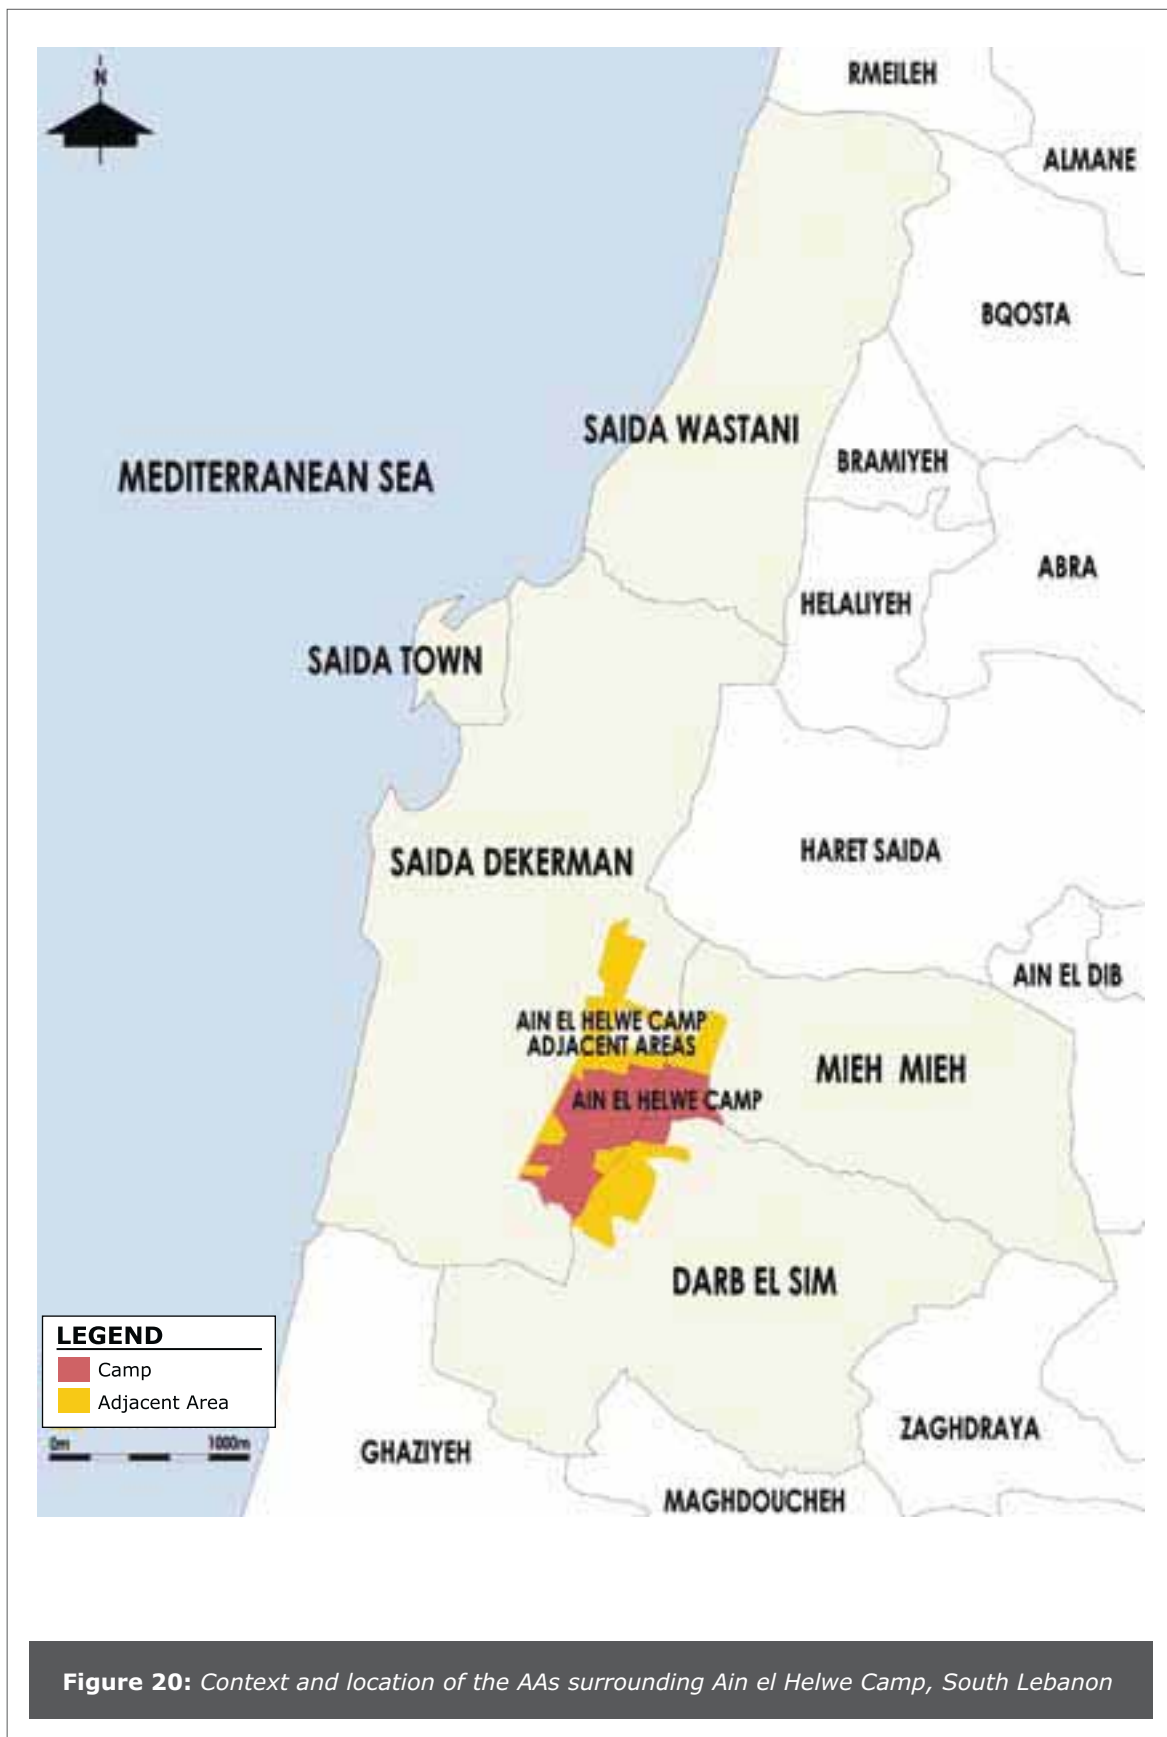 N
RMEILEH
ALMANE
BQOSTA
SAIDA WASTANI
BRAMIYEH
MEDITERRANEAN SEA
ABRA
HELALIYEH
SAIDA TOWN
HARET SAIDA
SAIDA DEKERMAN
AIN EL DIB
AIN EL HELWE CAMP
ADJACENT AREAS
MIEH MIEH
AIN EL HELWE CAMP
DARB EL SIM
LEGEND
Camp
Adjacent Area
0m 1000m
ZAGHDRAYA
GHAZIYEH
MAGHDOUCHEH
Figure 20: Context and location of the AAs surrounding Ain el Helwe Camp, South Lebanon